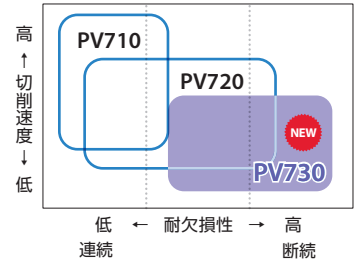 高
↑
切削速度
↓
低
PV710
PV720
NEW
PV730
低 ← 耐欠損性 → 高
連続 断続